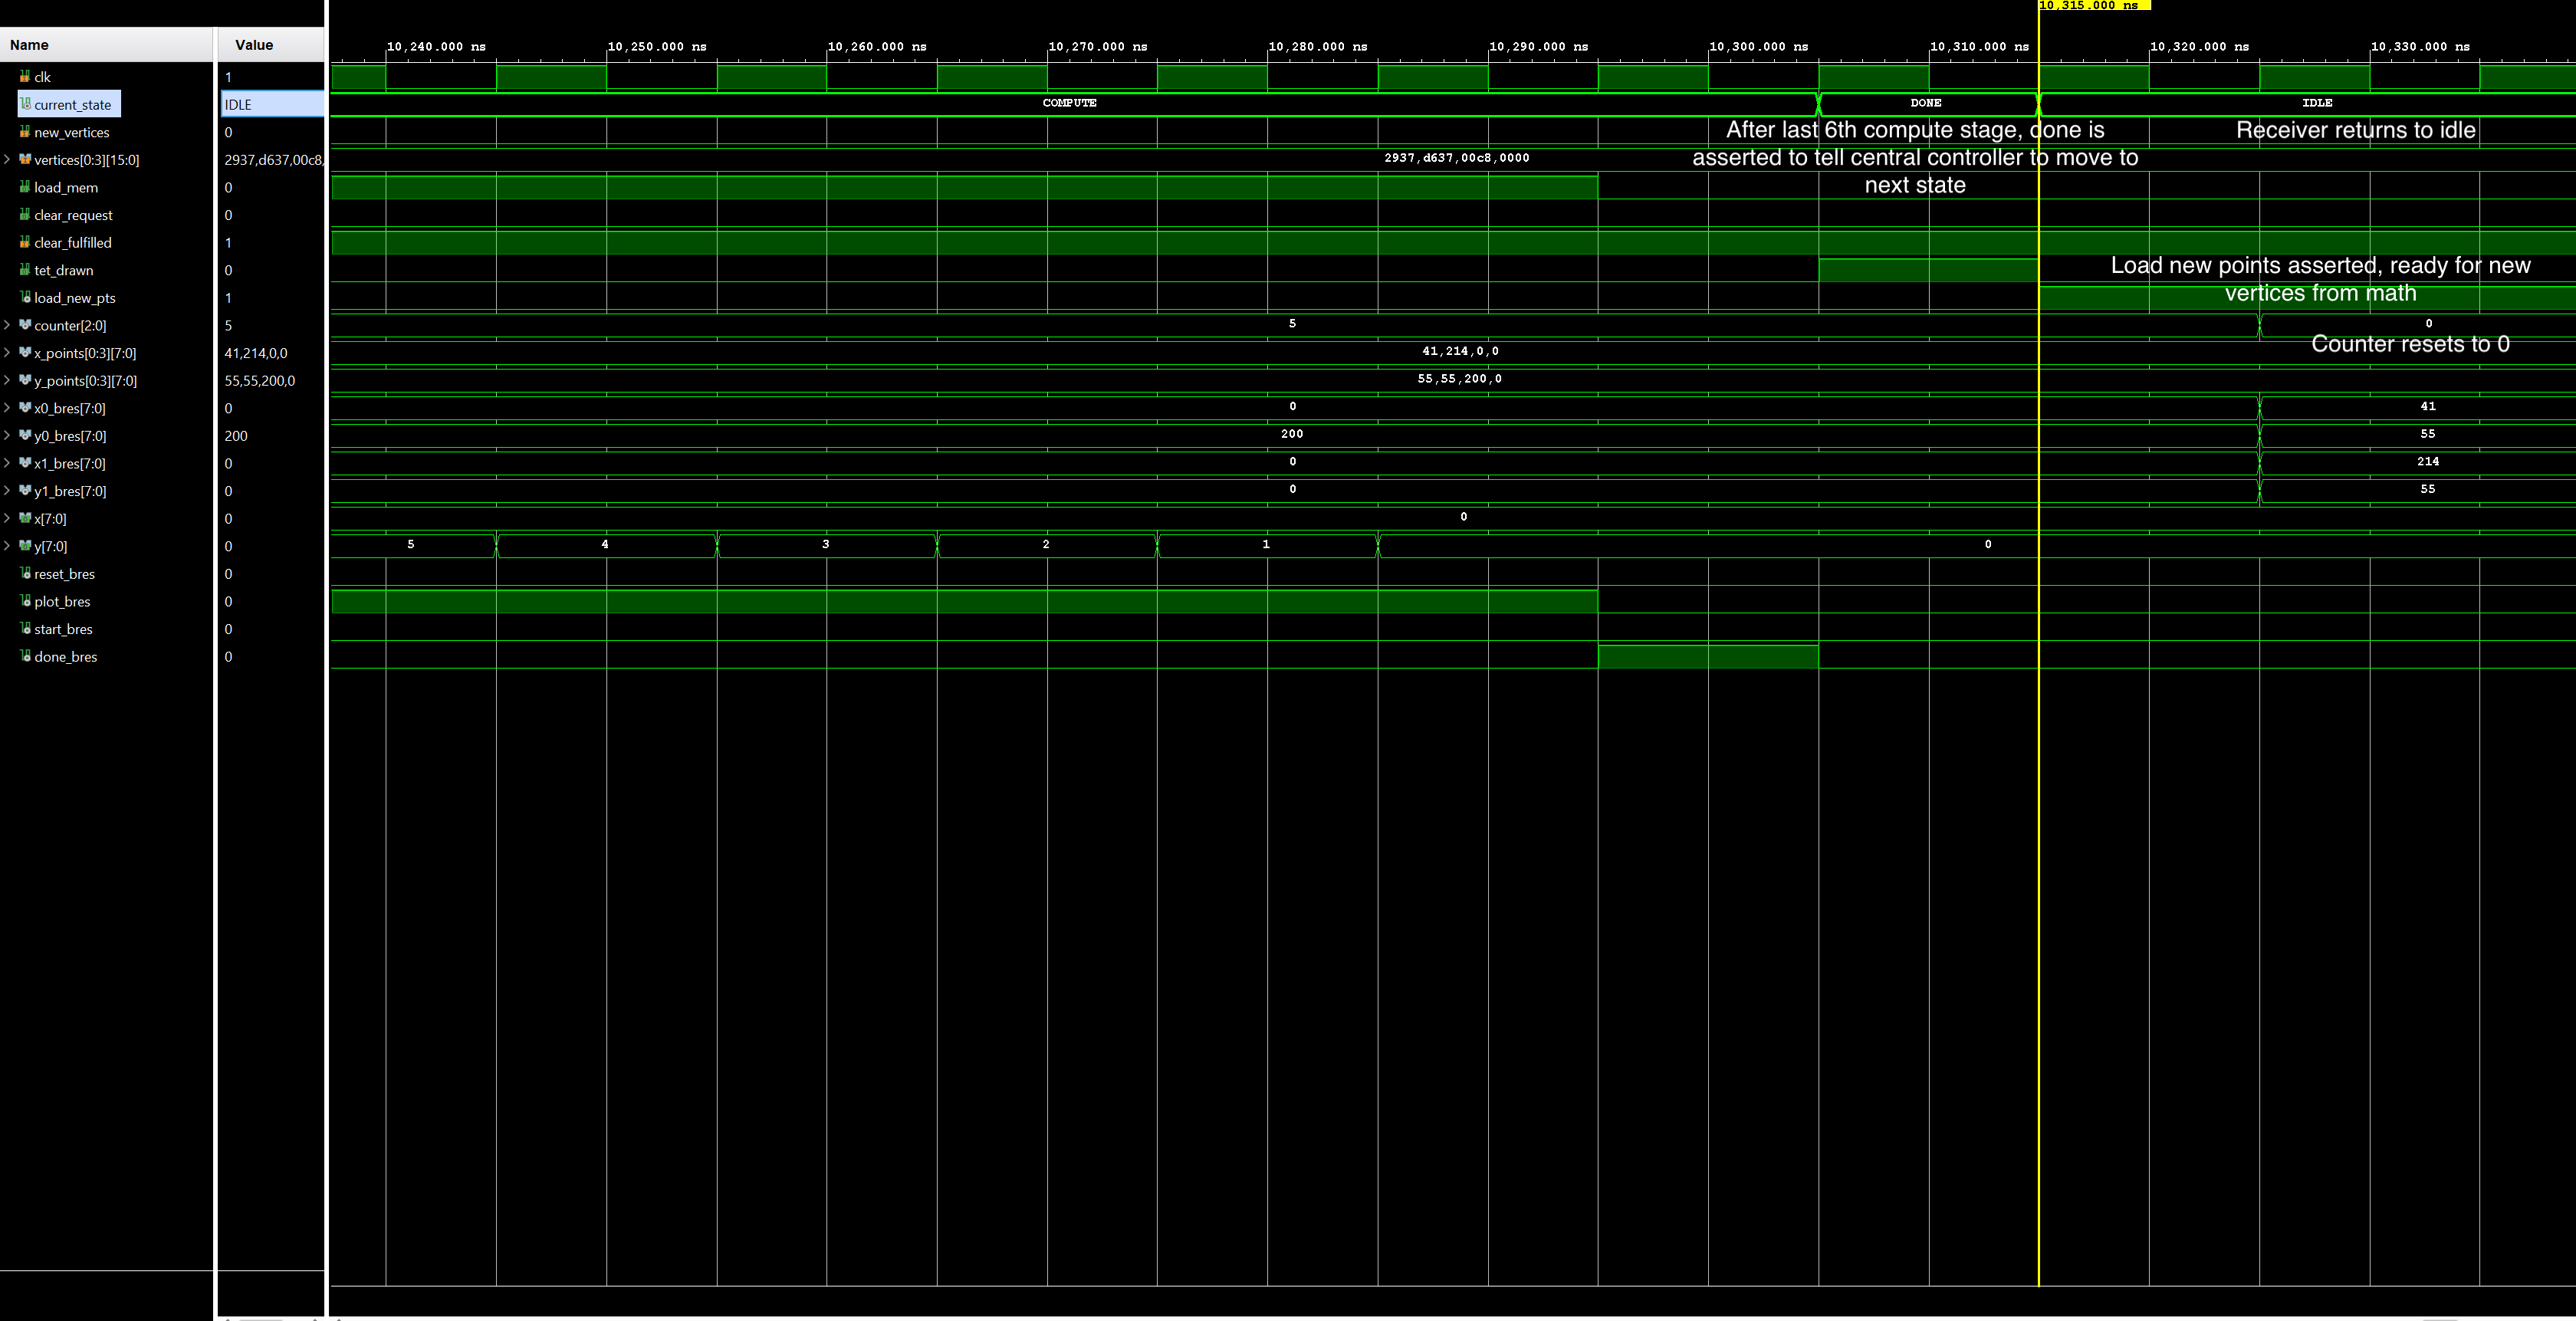 10,315.000 ns
Name Value
10,240.000 ns 10,250.000 ns 10,260.000 ns 10,270.000 ns 10,280.000 ns 10,290.000 ns 10,300.000 ns 10,310.000 ns 10,320.000 ns 10,330.000 ns
clk 1
current_state IDLE COMPUTE DONE IDLE
new_vertices 0
After last 6th compute stage, done is
asserted to tell central controller to move to
next state
Receiver returns to idle
vertices[0:3][15:0] 2937,d637,00c8, 2937,d637,00c8,0000
load_mem 0
clear_request 0
clear_fulfilled 1
tet_drawn 0
Load new points asserted, ready for new
vertices from math
load_new_pts 1
counter[2:0] 5 5 0
Counter resets to 0
x_points[0:3][7:0] 41,214,0,0 41,214,0,0
y_points[0:3][7:0] 55,55,200,0 55,55,200,0
x0_bres[7:0] 0 0 41
y0_bres[7:0] 200 200 55
x1_bres[7:0] 0 0 214
y1_bres[7:0] 0 0 55
x[7:0] 0 0
y[7:0] 0 5 4 3 2 1 0
reset_bres 0
plot_bres 0
start_bres 0
done_bres 0